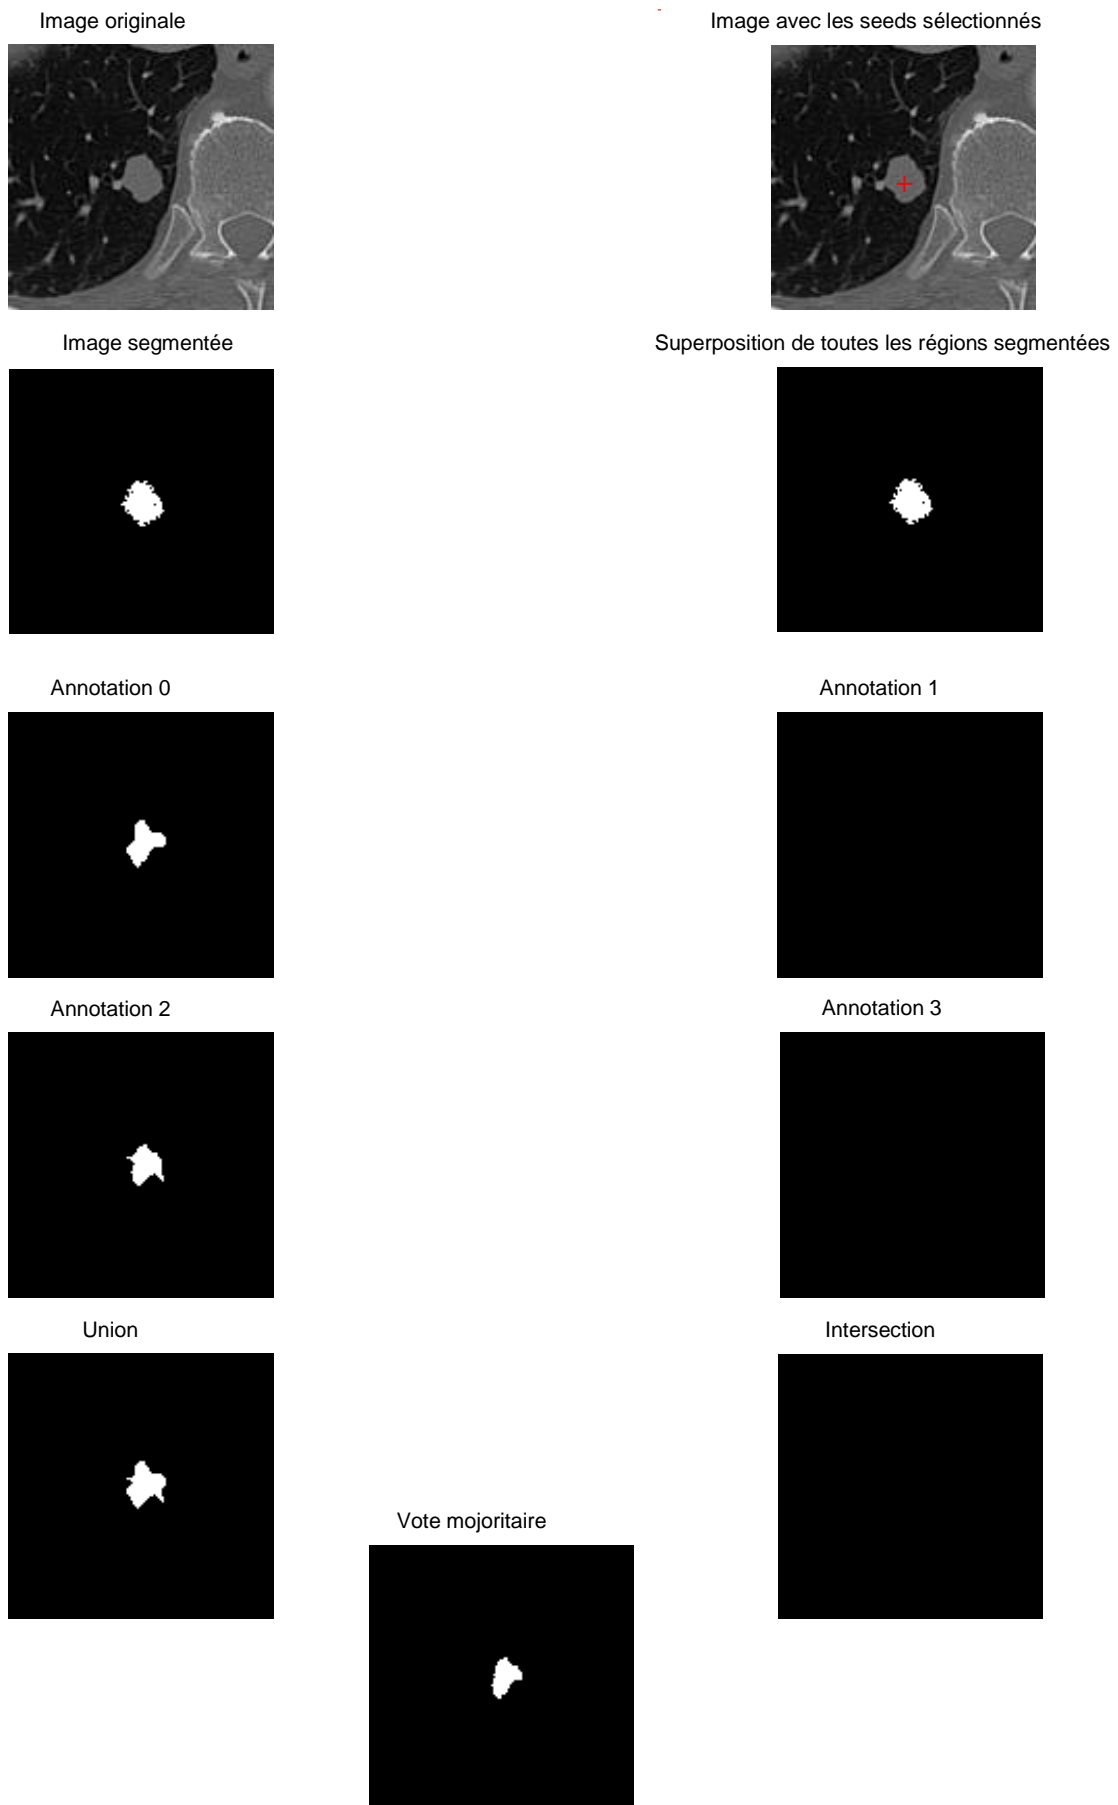 Image originale
Image avec les seeds sélectionnés
Image segmentée
Superposition de toutes les régions segmentées
Annotation 0
Annotation 1
Annotation 2
Annotation 3
Union
Intersection
Vote mojoritaire